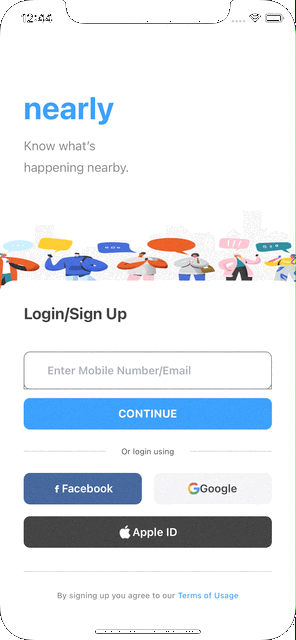 12:44
nearly
Know what's
happening nearby.
Login/Sign Up
Enter Mobile Number/Email
CONTINUE
Or login using
f Facebook
Google
Apple ID
By signing up you agree to our Terms of Usage